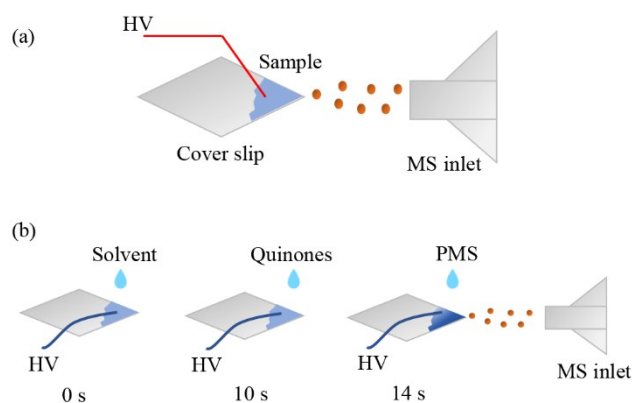 (a)
HV
Sample
Cover slip
MS inlet
(b)
Solvent
Quinones
PMS
HV
HV
HV
MS inlet
0 s
10 s
14 s